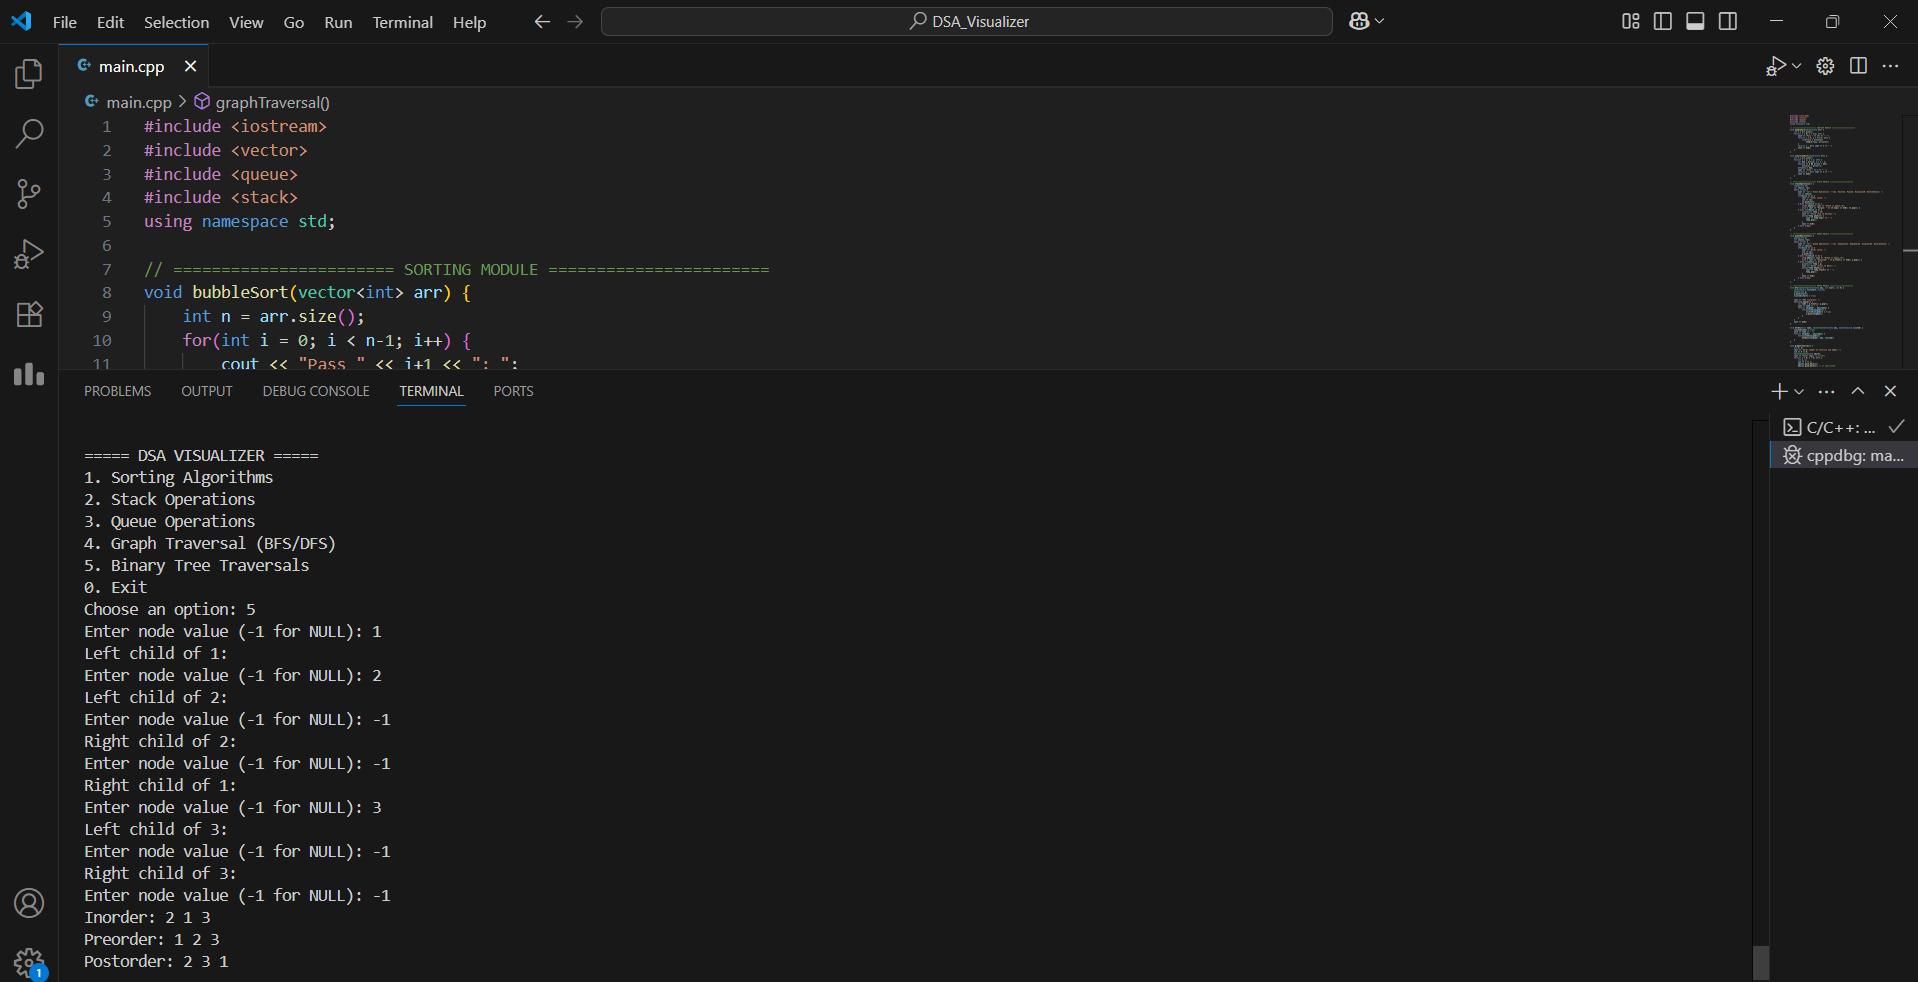 File Edit Selection View Go Run Terminal Help DSA_Visualizer
main.cpp
main.cpp > graphTraversal()
1 #include <iostream>
2 #include <vector>
3 #include <queue>
4 #include <stack>
5 using namespace std;
6
7 // ======================= SORTING MODULE =======================
8 void bubbleSort(vector<int> arr) {
9 int n = arr.size();
10 for(int i = 0; i < n-1; i++) {
11 cout << "Pass " << i+1 << ": ";
PROBLEMS OUTPUT DEBUG CONSOLE TERMINAL PORTS
C/C++: ...
cppdbg: ma...
===== DSA VISUALIZER =====
1. Sorting Algorithms
2. Stack Operations
3. Queue Operations
4. Graph Traversal (BFS/DFS)
5. Binary Tree Traversals
0. Exit
Choose an option: 5
Enter node value (-1 for NULL): 1
Left child of 1:
Enter node value (-1 for NULL): 2
Left child of 2:
Enter node value (-1 for NULL): -1
Right child of 2:
Enter node value (-1 for NULL): -1
Right child of 1:
Enter node value (-1 for NULL): 3
Left child of 3:
Enter node value (-1 for NULL): -1
Right child of 3:
Enter node value (-1 for NULL): -1
Inorder: 2 1 3
Preorder: 1 2 3
Postorder: 2 3 1
1